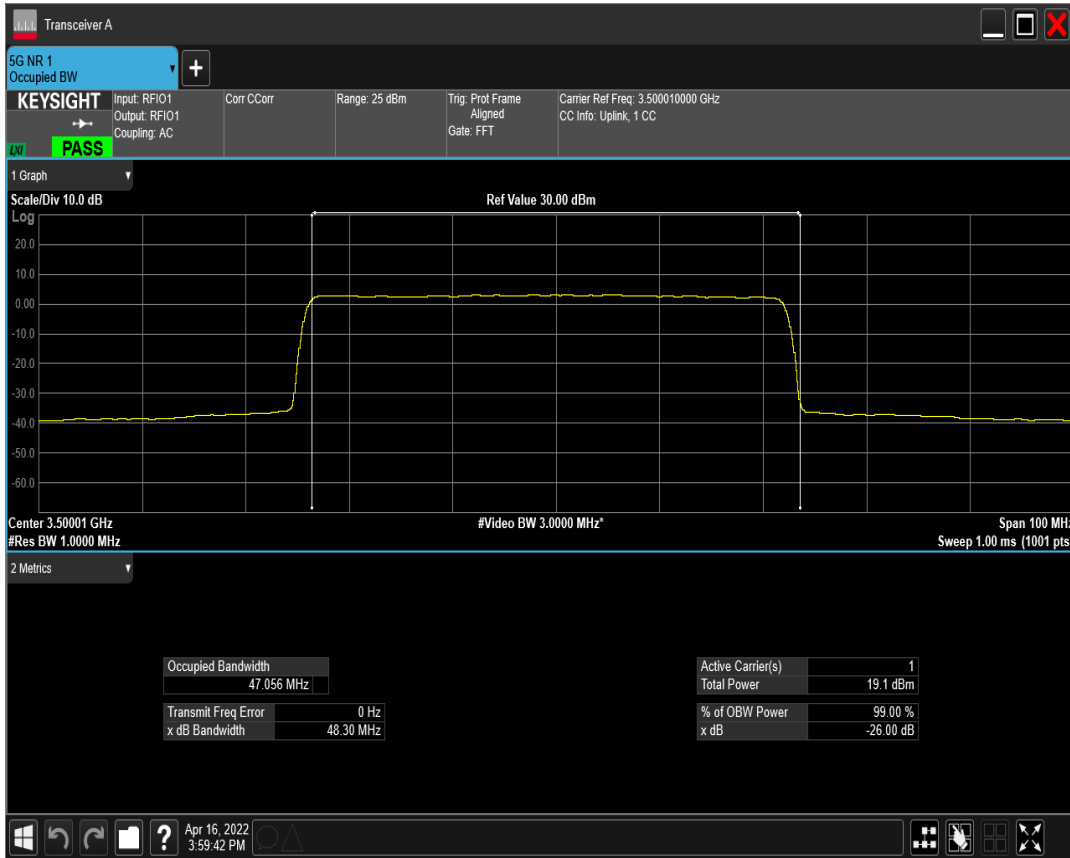 Transceiver A
5G NR 1
Occupied BW
KEYSIGHT
LXI
PASS
Input: RFIO1
Output: RFIO1
Coupling: AC
Corr CCorr
Range: 25 dBm
Trig: Prot Frame
Aligned
Gate: FFT
Carrier Ref Freq: 3.500010000 GHz
CC Info: Uplink, 1 CC
1 Graph
Scale/Div 10.0 dB
Ref Value 30.00 dBm
Log
20.0
10.0
0.00
-10.0
-20.0
-30.0
-40.0
-50.0
-60.0
Center 3.50001 GHz
#Video BW 3.0000 MHz*
Span 100 MHz
#Res BW 1.0000 MHz
Sweep 1.00 ms (1001 pts
2 Metrics
Occupied Bandwidth
47.056 MHz
Transmit Freq Error 0 Hz
x dB Bandwidth 48.30 MHz
Active Carrier(s) 1
Total Power 19.1 dBm
% of OBW Power 99.00 %
x dB -26.00 dB
?
Apr 16, 2022
3:59:42 PM